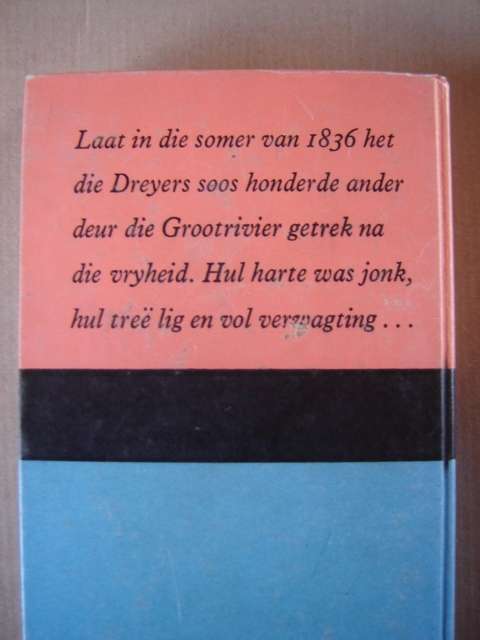 Laat in die somer van 1836 het
die Dreyers soos honderde ander
deur die Grootrivier getrek na
die vryheid. Hul harte was jonk,
hul treë lig en vol verwagting . . .